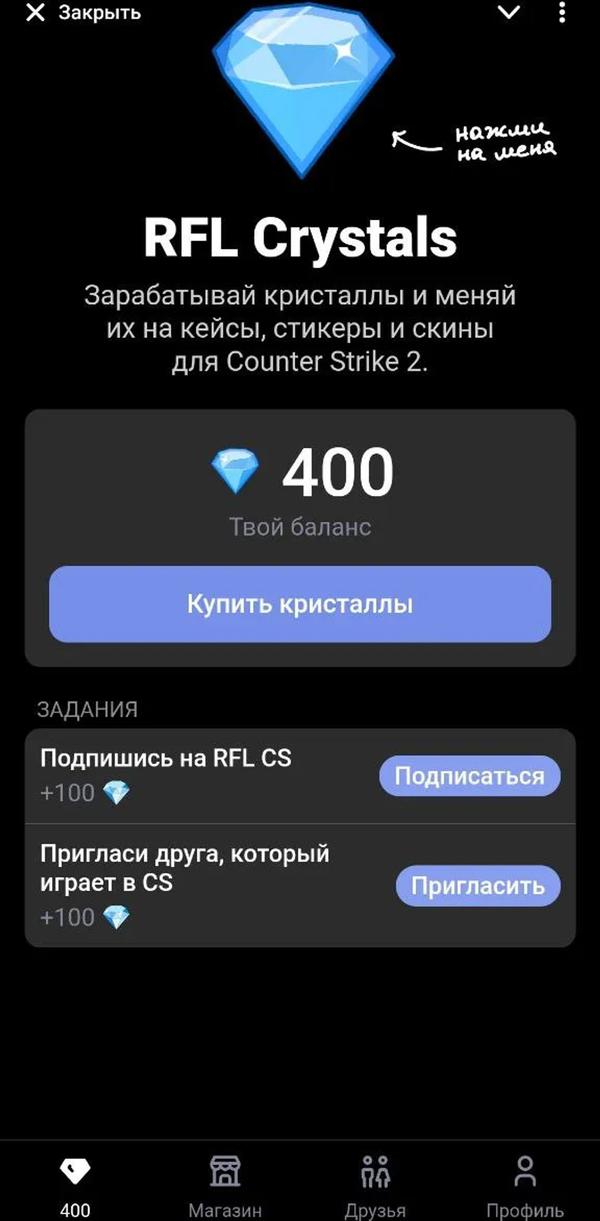 Закрыть
нажми
на меня
RFL Crystals
Зарабатывай кристаллы и меняй
их на кейсы, стикеры и скины
для Counter Strike 2.
400
Твой баланс
Купить кристаллы
ЗАДАНИЯ
Подпишись на RFL CS
+100
Подписаться
Пригласи друга, который
играет в CS
+100
Пригласить
400 Магазин Друзья Профиль